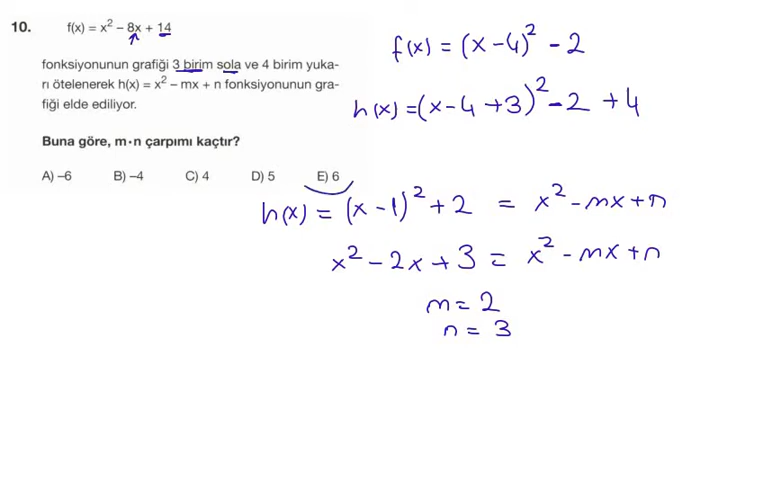 10. f(x) = x² – 8x + 14
fonksiyonunun grafiği 3 birim sola ve 4 birim yuka-
rı ötelenerek h(x) = x² – mx + n fonksiyonunun gra-
fiği elde ediliyor.
Buna göre, m·n çarpımı kaçtır?
A) –6 B) –4 C) 4 D) 5 E) 6
f(x) = (x-4)² - 2
h(x) = (x-4+3)² - 2 + 4
h(x) = (x-1)² + 2 = x² - mx + n
x² - 2x + 3 = x² - mx + n
m = 2
n = 3